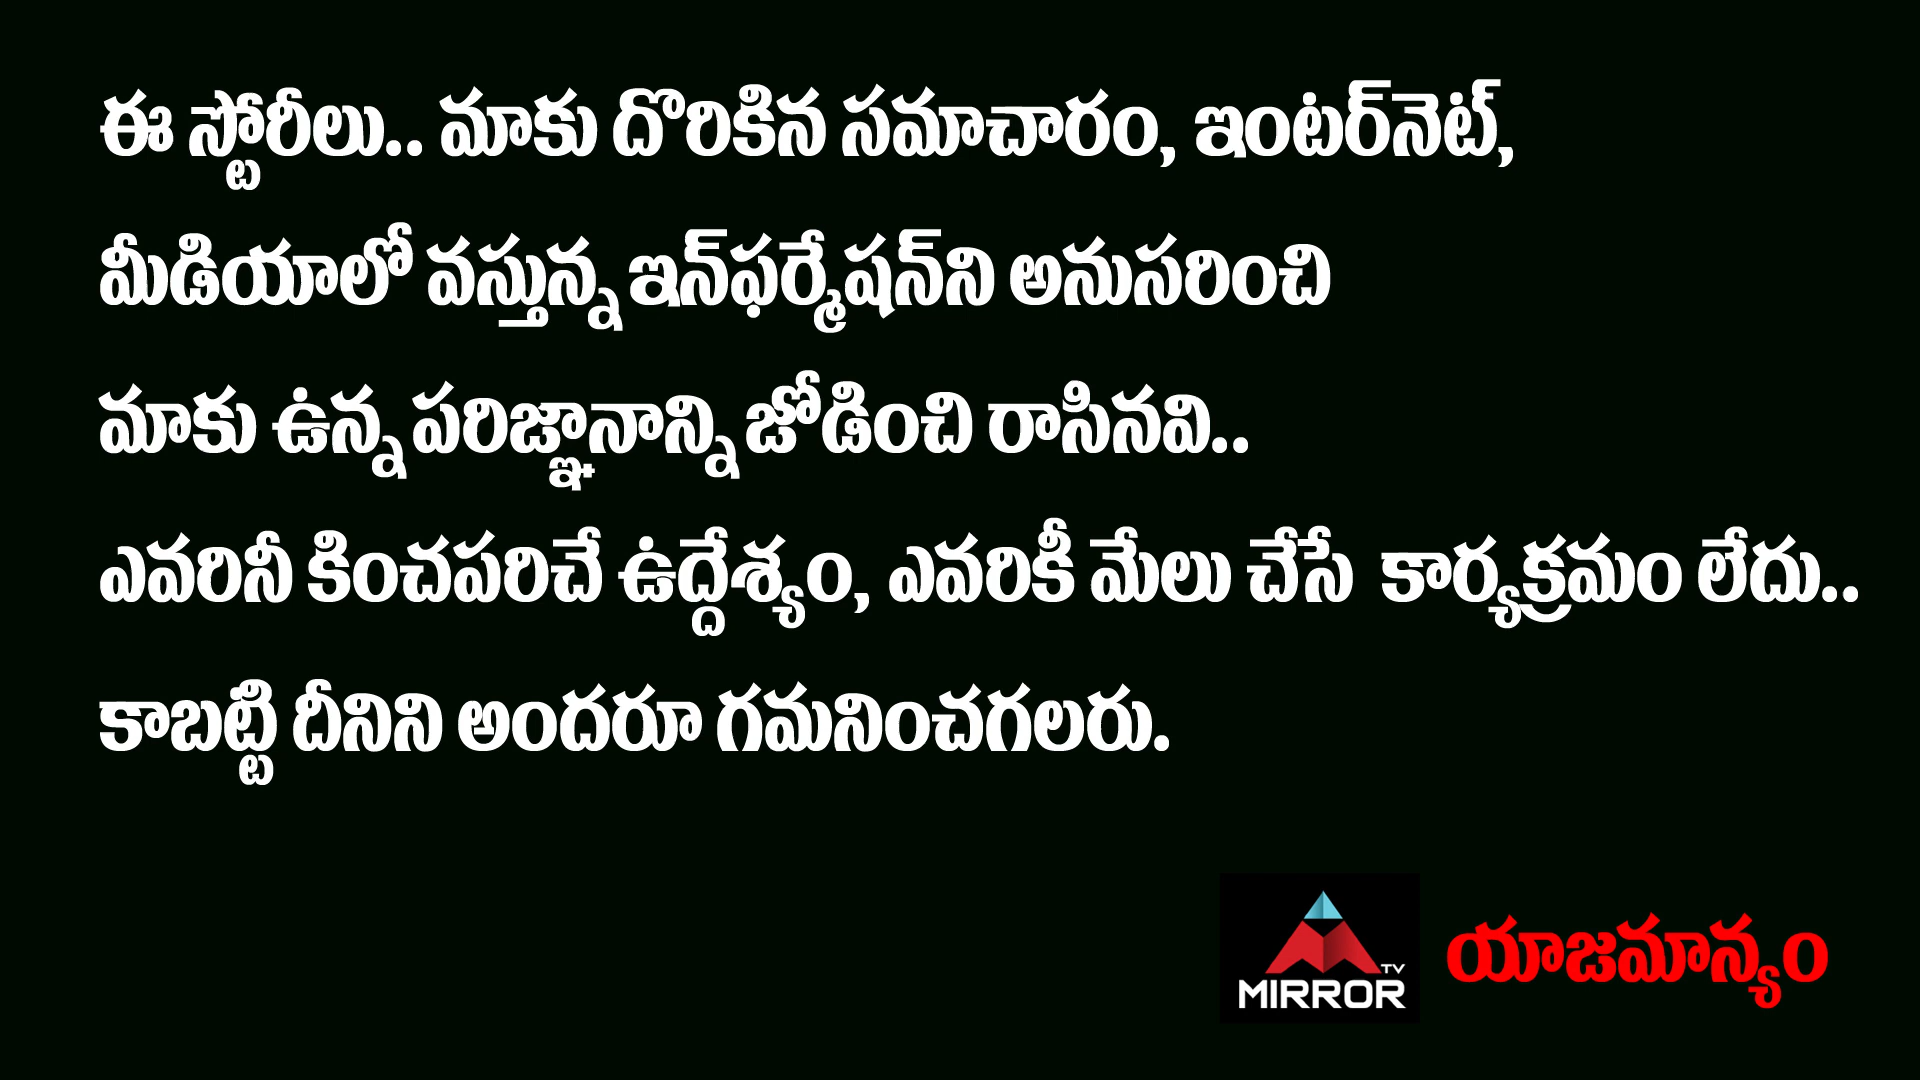 ఈ స్టోరీలు.. మాకు దొరికిన సమాచారం, ఇంటర్‌నెట్,
మీడియాలో వస్తున్న ఇన్‌ఫర్మేషన్‌ని అనుసరించి
మాకు ఉన్న పరిజ్ఞానాన్ని జోడించి రాసినవి..
ఎవరినీ కించపరిచే ఉద్దేశ్యం, ఎవరికీ మేలు చేసే కార్యక్రమం లేదు..
కాబట్టి దీనిని అందరూ గమనించగలరు.
TV
MIRROR
యాజమాన్యం